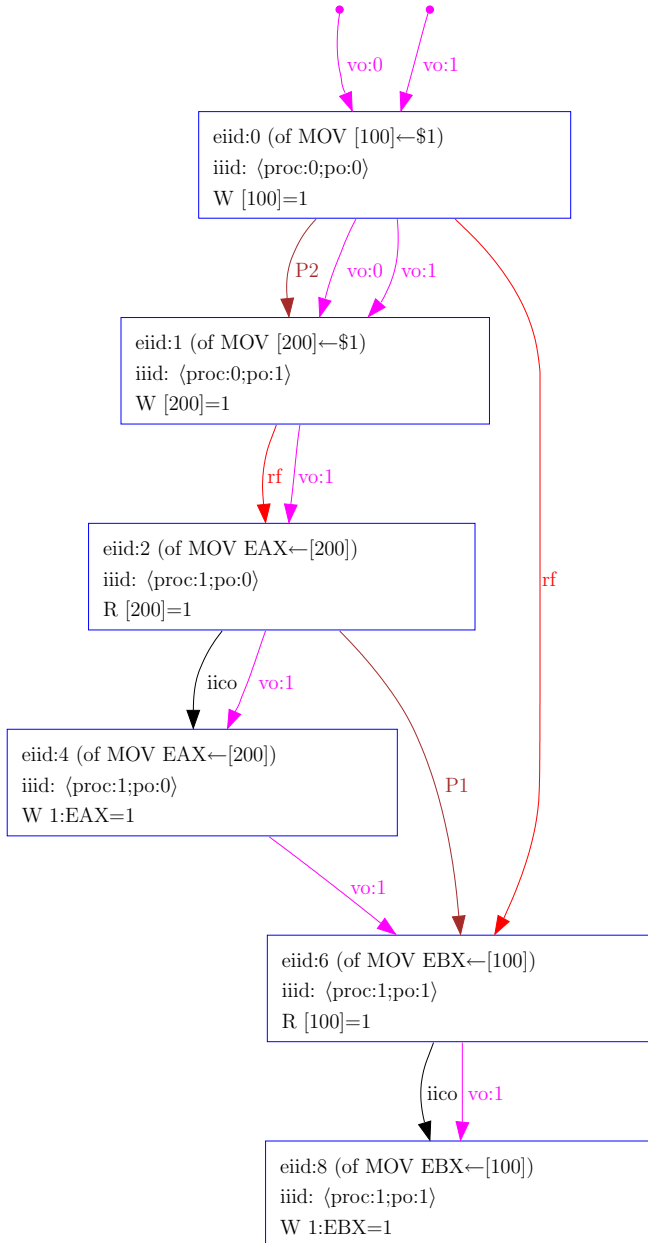 vo:0 vo:1
eiid:0 (of MOV [100]←$1)
iiid: ⟨proc:0;po:0⟩
W [100]=1
P2 vo:0 vo:1
eiid:1 (of MOV [200]←$1)
iiid: ⟨proc:0;po:1⟩
W [200]=1
rf vo:1
eiid:2 (of MOV EAX←[200])
iiid: ⟨proc:1;po:0⟩
R [200]=1
rf
iico vo:1
eiid:4 (of MOV EAX←[200])
iiid: ⟨proc:1;po:0⟩
W 1:EAX=1
P1
vo:1
eiid:6 (of MOV EBX←[100])
iiid: ⟨proc:1;po:1⟩
R [100]=1
iico vo:1
eiid:8 (of MOV EBX←[100])
iiid: ⟨proc:1;po:1⟩
W 1:EBX=1